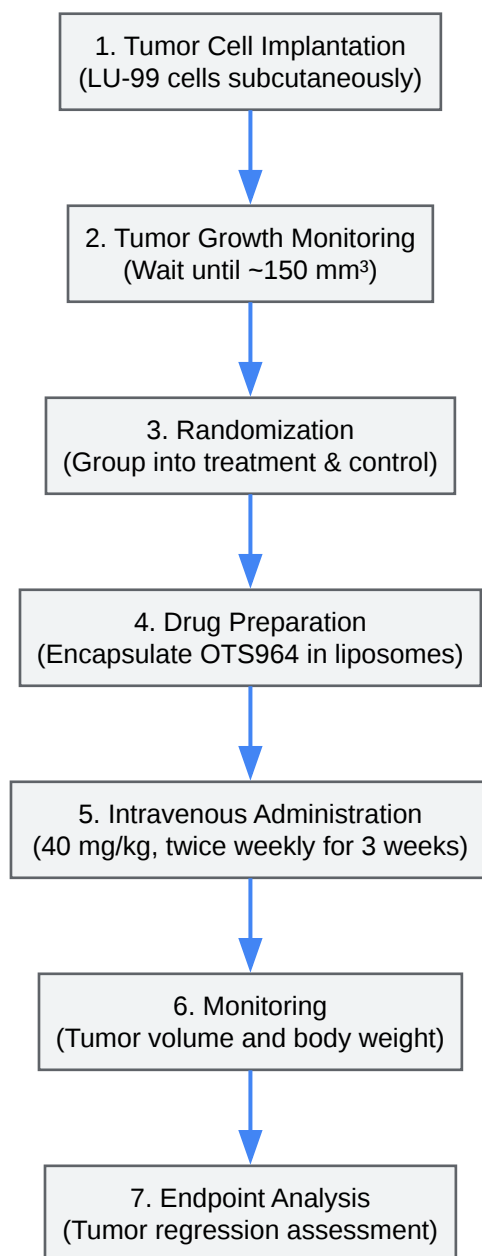 1. Tumor Cell Implantation
(LU-99 cells subcutaneously)
2. Tumor Growth Monitoring
(Wait until ~150 mm³)
3. Randomization
(Group into treatment & control)
4. Drug Preparation
(Encapsulate OTS964 in liposomes)
5. Intravenous Administration
(40 mg/kg, twice weekly for 3 weeks)
6. Monitoring
(Tumor volume and body weight)
7. Endpoint Analysis
(Tumor regression assessment)